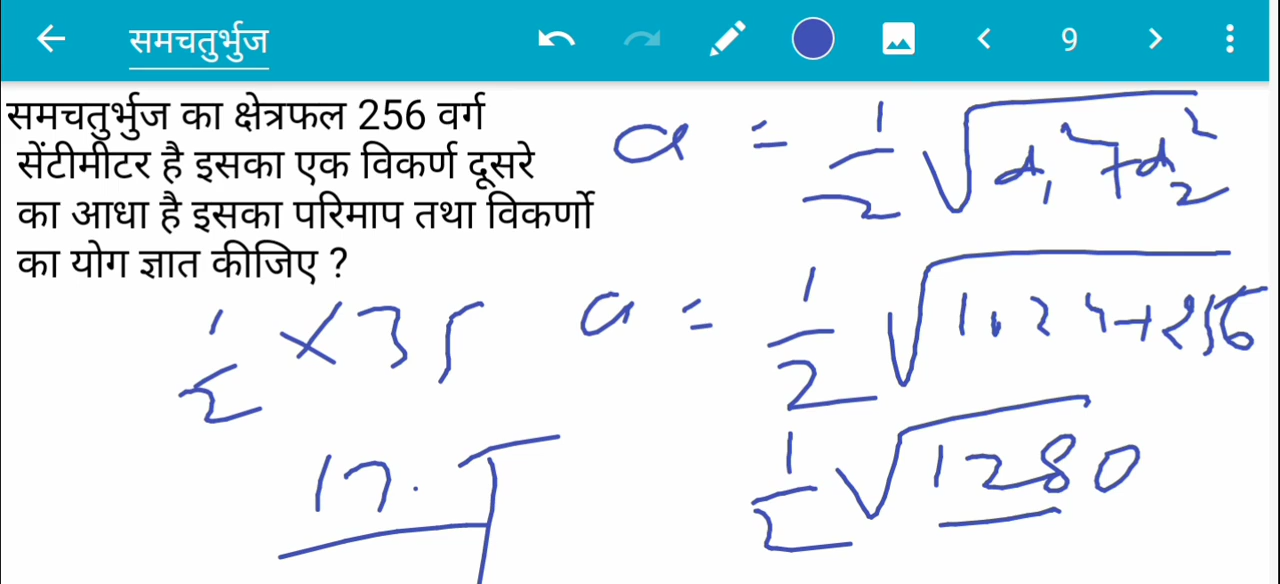 समचतुर्भुज
9
समचतुर्भुज का क्षेत्रफल 256 वर्ग
सेंटीमीटर है इसका एक विकर्ण दूसरे
का आधा है इसका परिमाप तथा विकर्णो
का योग ज्ञात कीजिए ?
a = 1/2 √d₁²+d₂²
a = 1/2 √1024+256
1/2 √1280
1/2 × 35
17.5